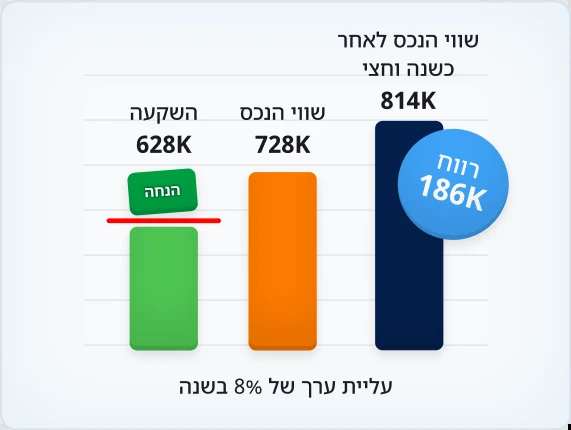 שווי הנכס לאחר
כשנה וחצי
814K
שווי הנכס
728K
השקעה
628K
הנחה
רווח
186K
עליית ערך של 8% בשנה